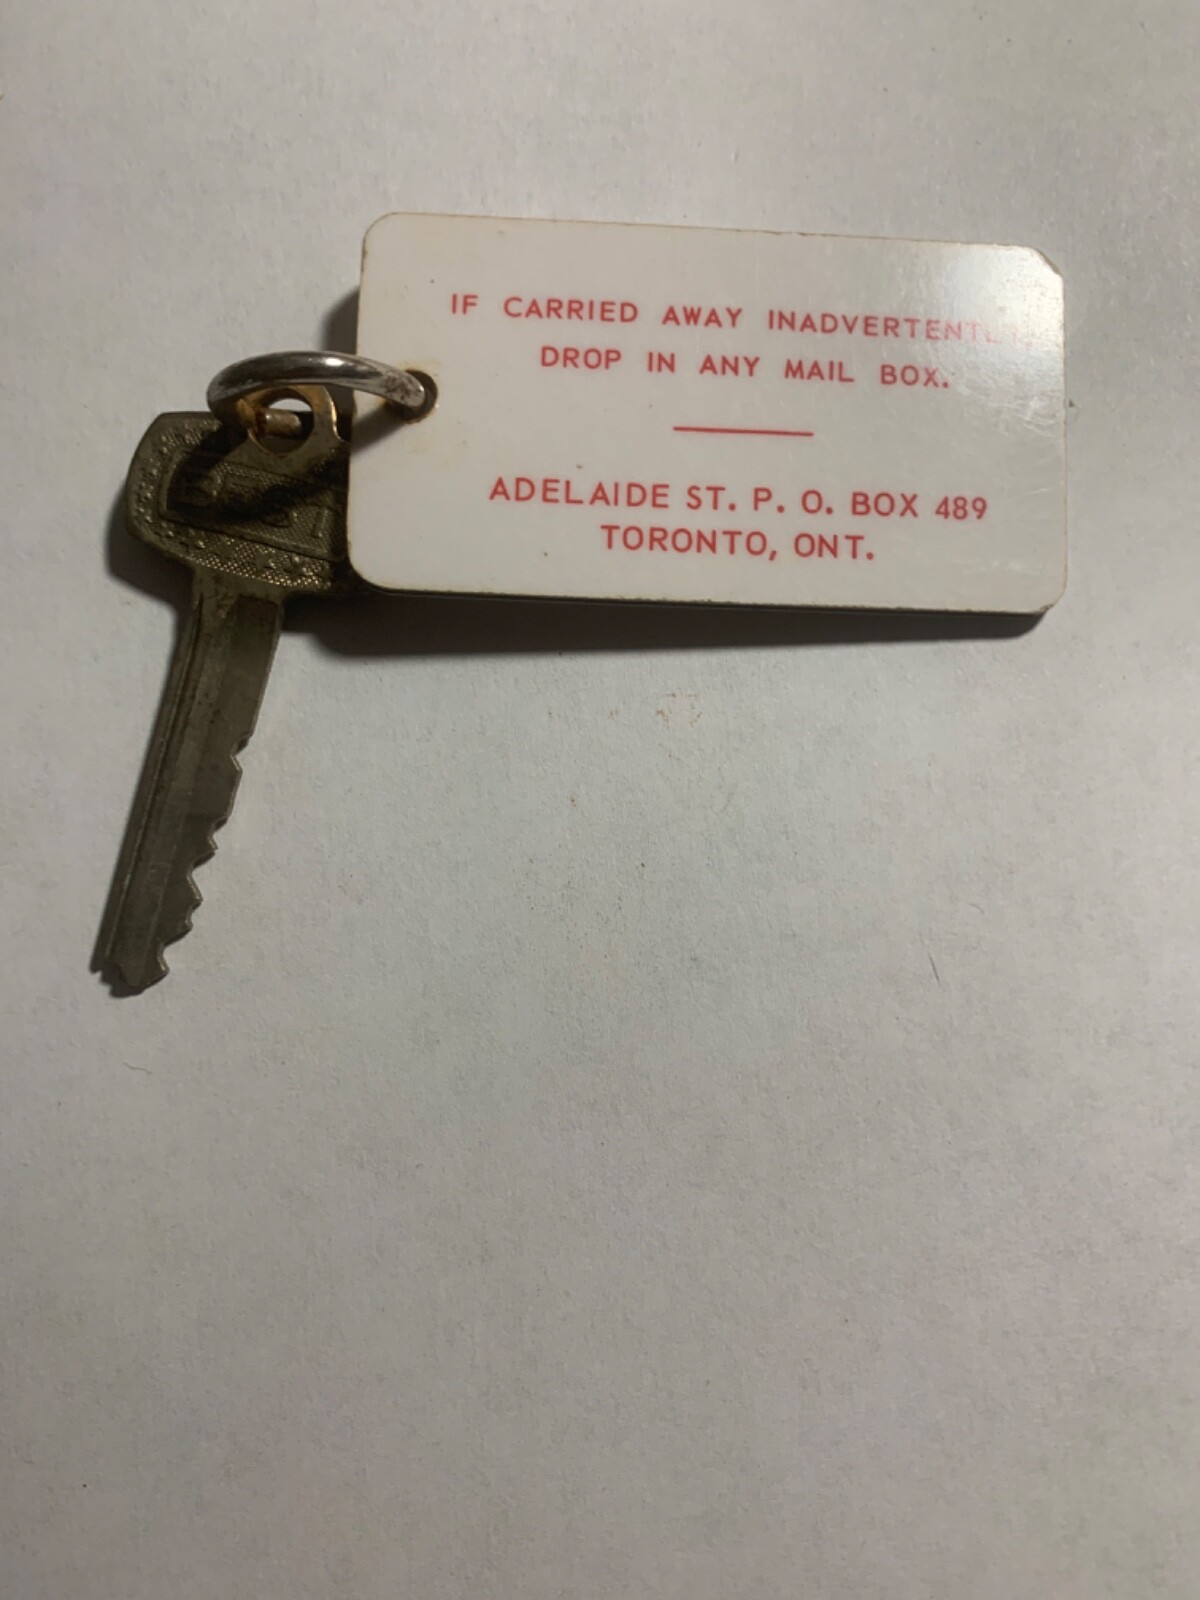 IF CARRIED AWAY INADVERTENTLY,
DROP IN ANY MAIL BOX.
ADELAIDE ST. P. O. BOX 489
TORONTO, ONT.